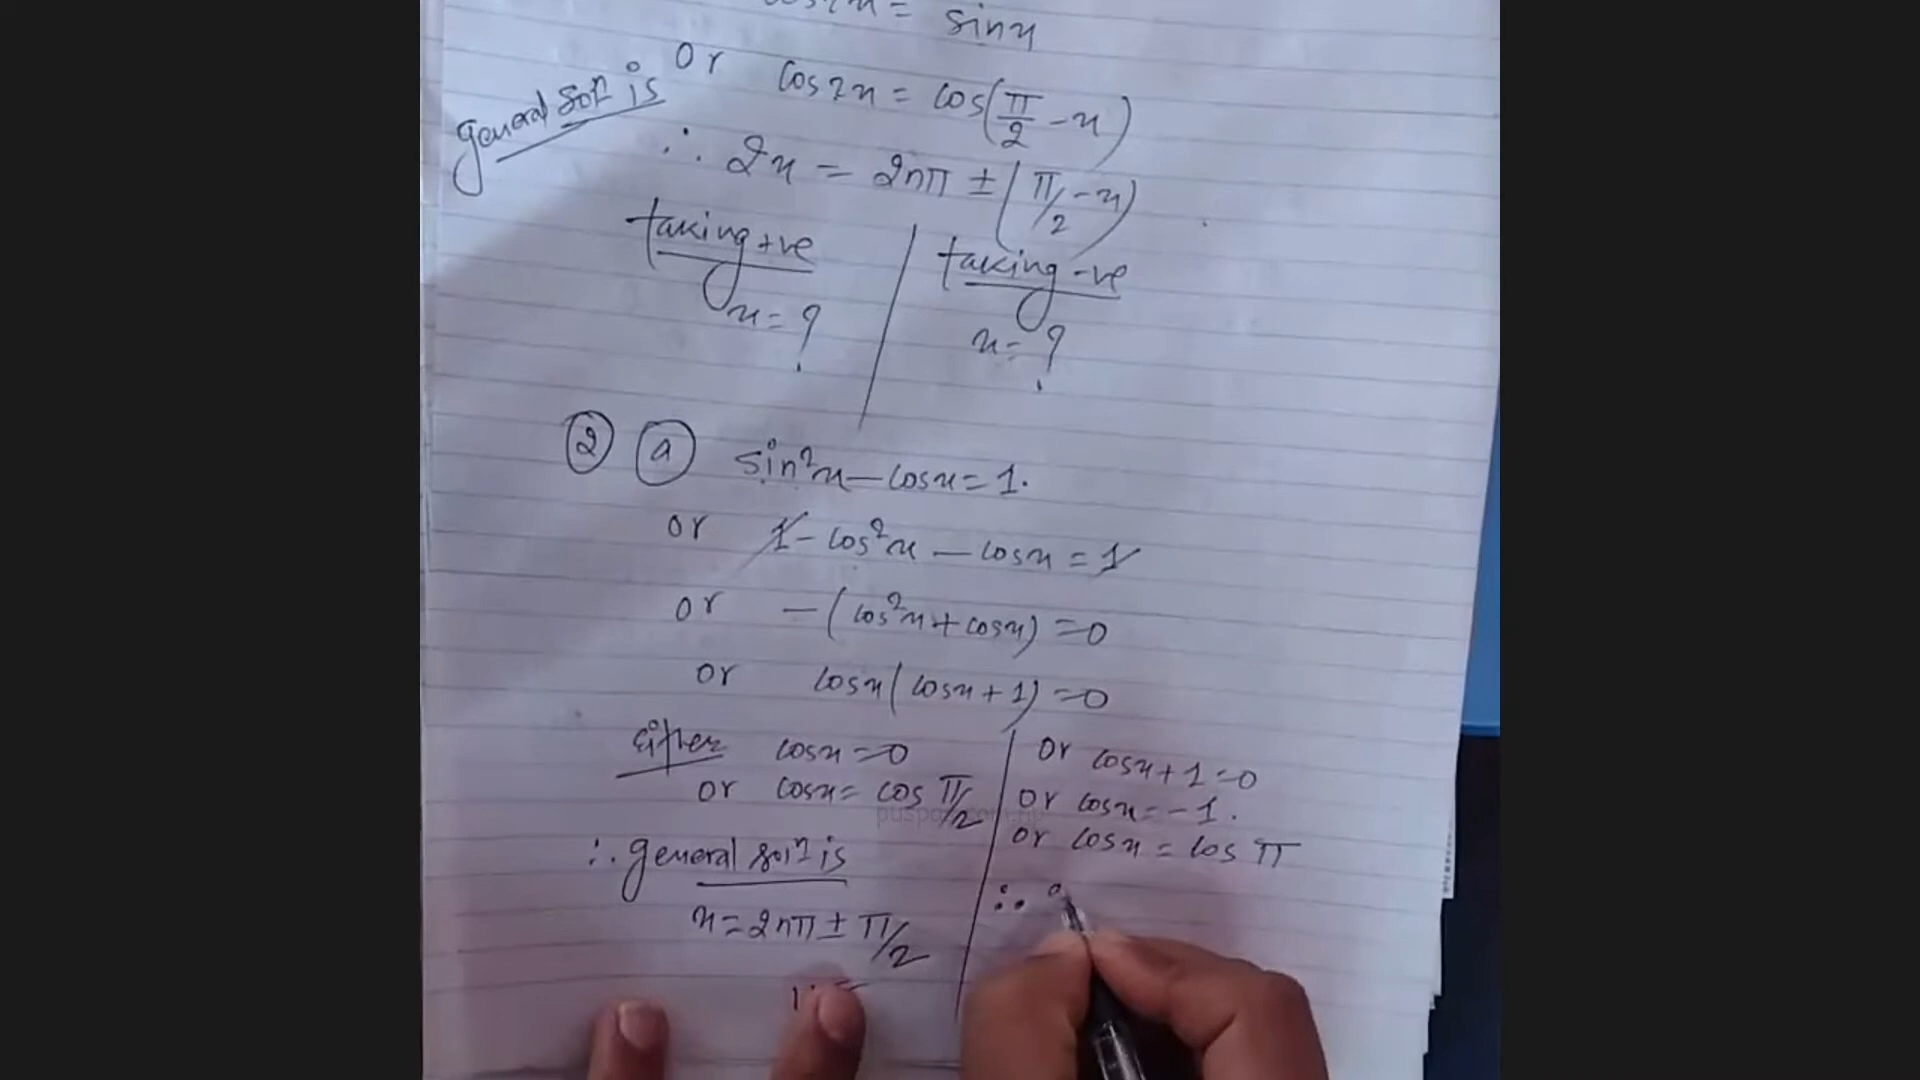 cos2x = sinx
or cos2x = cos(π/2 - x)
general solⁿ is
∴ 2x = 2nπ ± (π/2 - x)
taking +ve
x = ?
taking -ve
x = ?
② ⓐ sin²x - cosx = 1.
or 1 - cos²x - cosx = 1
or -(cos²x + cosx) = 0
or cosx(cosx + 1) = 0
either cosx = 0
or cosx = cos π/2
∴ general solⁿ is
x = 2nπ ± π/2
or cosx + 1 = 0
or cosx = -1.
or cosx = cos π
∴